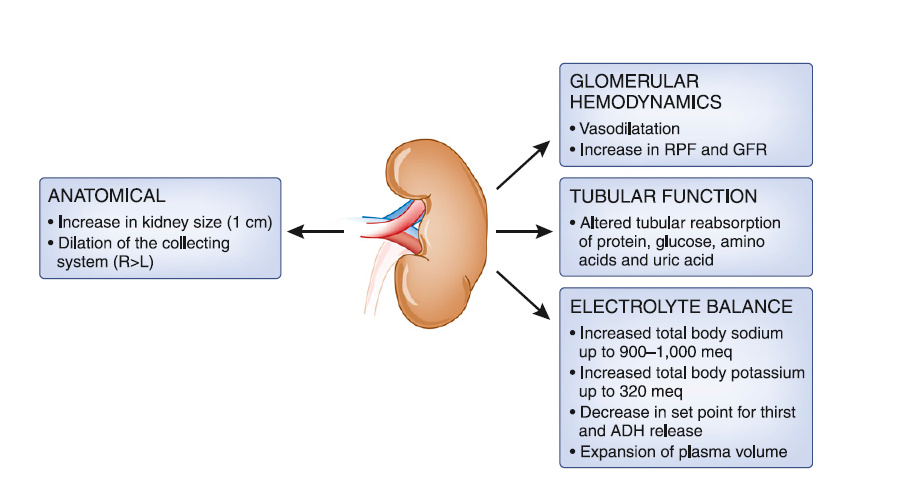 ANATOMICAL
• Increase in kidney size (1 cm)
• Dilation of the collecting
system (R>L)
GLOMERULAR
HEMODYNAMICS
• Vasodilatation
• Increase in RPF and GFR
TUBULAR FUNCTION
• Altered tubular reabsorption
of protein, glucose, amino
acids and uric acid
ELECTROLYTE BALANCE
• Increased total body sodium
up to 900–1,000 meq
• Increased total body potassium
up to 320 meq
• Decrease in set point for thirst
and ADH release
• Expansion of plasma volume